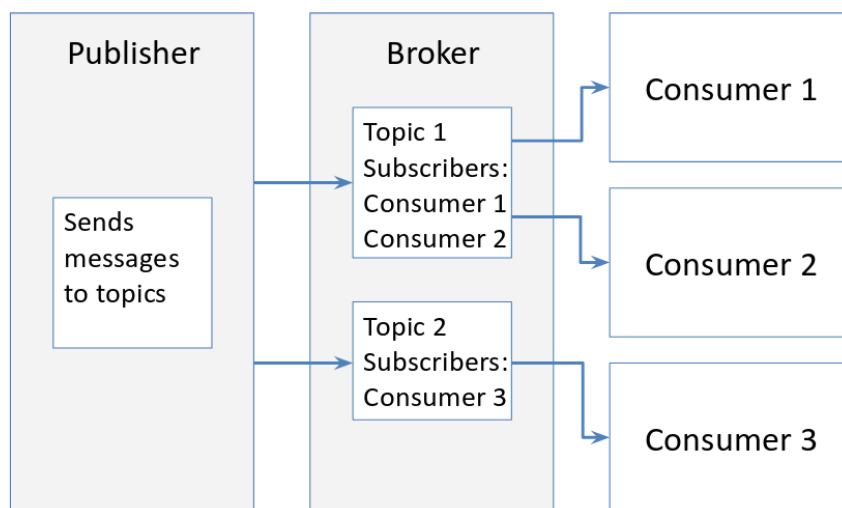 Publisher
Sends
messages
to topics
Broker
Topic 1
Subscribers:
Consumer 1
Consumer 2
Topic 2
Subscribers:
Consumer 3
Consumer 1
Consumer 2
Consumer 3